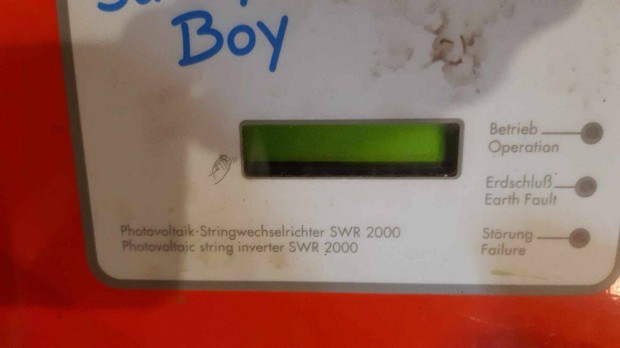 Boy
Betrieb
Operation
Erdschluß
Earth Fault
Photovoltaik-Stringwechselrichter SWR 2000
Photovoltaic string inverter SWR 2000
Störung
Failure